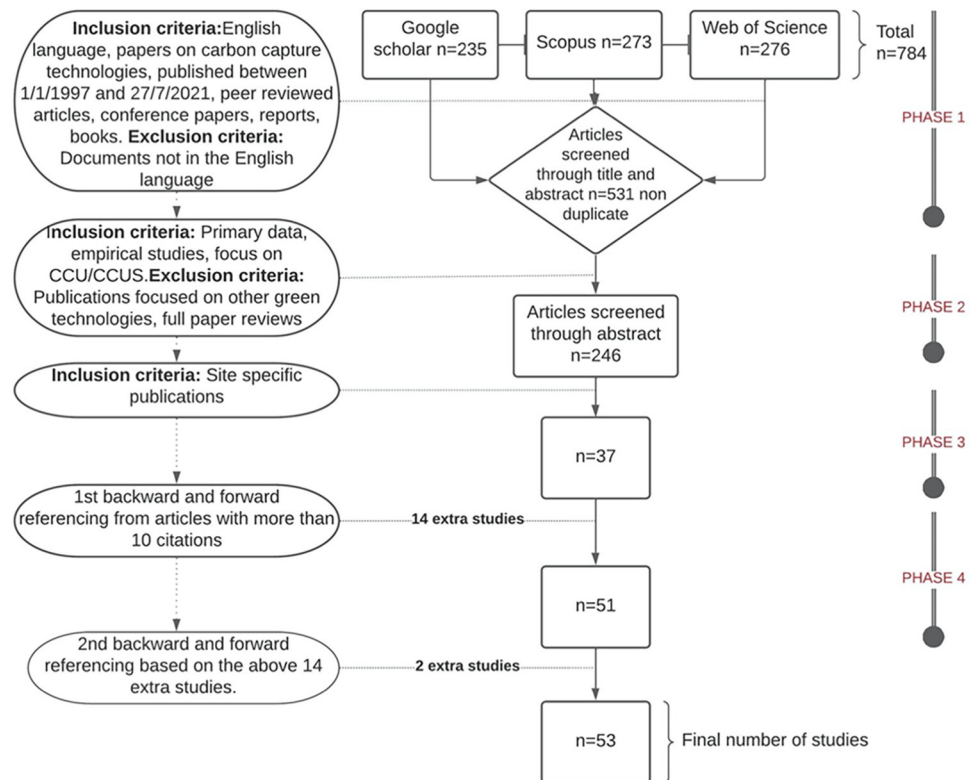 Inclusion criteria:English
language, papers on carbon capture
technologies, published between
1/1/1997 and 27/7/2021, peer reviewed
articles, conference papers, reports,
books. Exclusion criteria:
Documents not in the English
language
Google
scholar n=235
Scopus n=273
Web of Science
n=276
Total
n=784
PHASE 1
Articles
screened
through title and
abstract n=531 non
duplicate
Inclusion criteria: Primary data,
empirical studies, focus on
CCU/CCUS.Exclusion criteria:
Publications focused on other green
technologies, full paper reviews
Articles screened
through abstract
n=246
PHASE 2
Inclusion criteria: Site specific
publications
n=37
PHASE 3
1st backward and forward
referencing from articles with more than
10 citations
14 extra studies
n=51
PHASE 4
2nd backward and forward
referencing based on the above 14
extra studies.
2 extra studies
n=53
Final number of studies